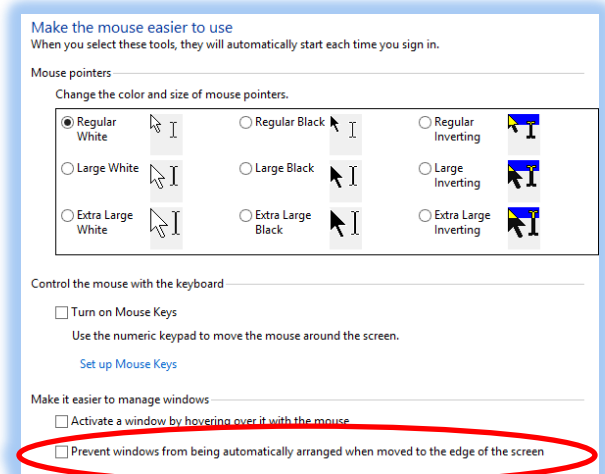 Make the mouse easier to use
When you select these tools, they will automatically start each time you sign in.
Mouse pointers
Change the color and size of mouse pointers.
Regular White
Regular Black
Regular Inverting
Large White
Large Black
Large Inverting
Extra Large White
Extra Large Black
Extra Large Inverting
Control the mouse with the keyboard
Turn on Mouse Keys
Use the numeric keypad to move the mouse around the screen.
Set up Mouse Keys
Make it easier to manage windows
Activate a window by hovering over it with the mouse
Prevent windows from being automatically arranged when moved to the edge of the screen